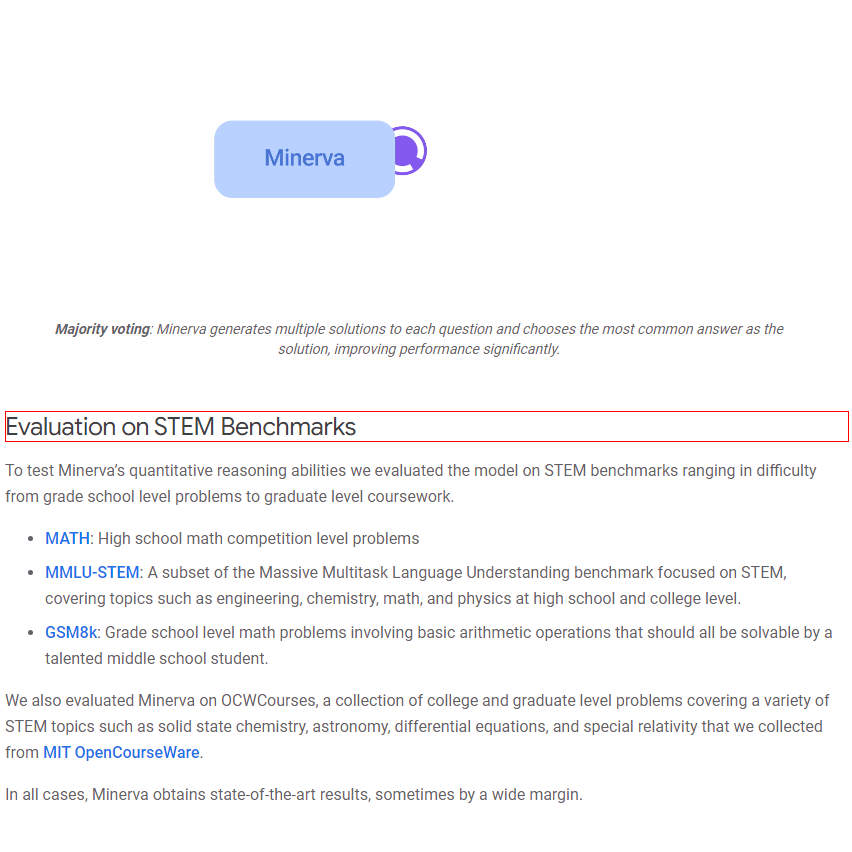 Minerva
Majority voting: Minerva generates multiple solutions to each question and chooses the most common answer as the
solution, improving performance significantly.
Evaluation on STEM Benchmarks
To test Minerva’s quantitative reasoning abilities we evaluated the model on STEM benchmarks ranging in difficulty
from grade school level problems to graduate level coursework.
• MATH: High school math competition level problems
• MMLU-STEM: A subset of the Massive Multitask Language Understanding benchmark focused on STEM,
covering topics such as engineering, chemistry, math, and physics at high school and college level.
• GSM8k: Grade school level math problems involving basic arithmetic operations that should all be solvable by a
talented middle school student.
We also evaluated Minerva on OCWCourses, a collection of college and graduate level problems covering a variety of
STEM topics such as solid state chemistry, astronomy, differential equations, and special relativity that we collected
from MIT OpenCourseWare.
In all cases, Minerva obtains state-of-the-art results, sometimes by a wide margin.